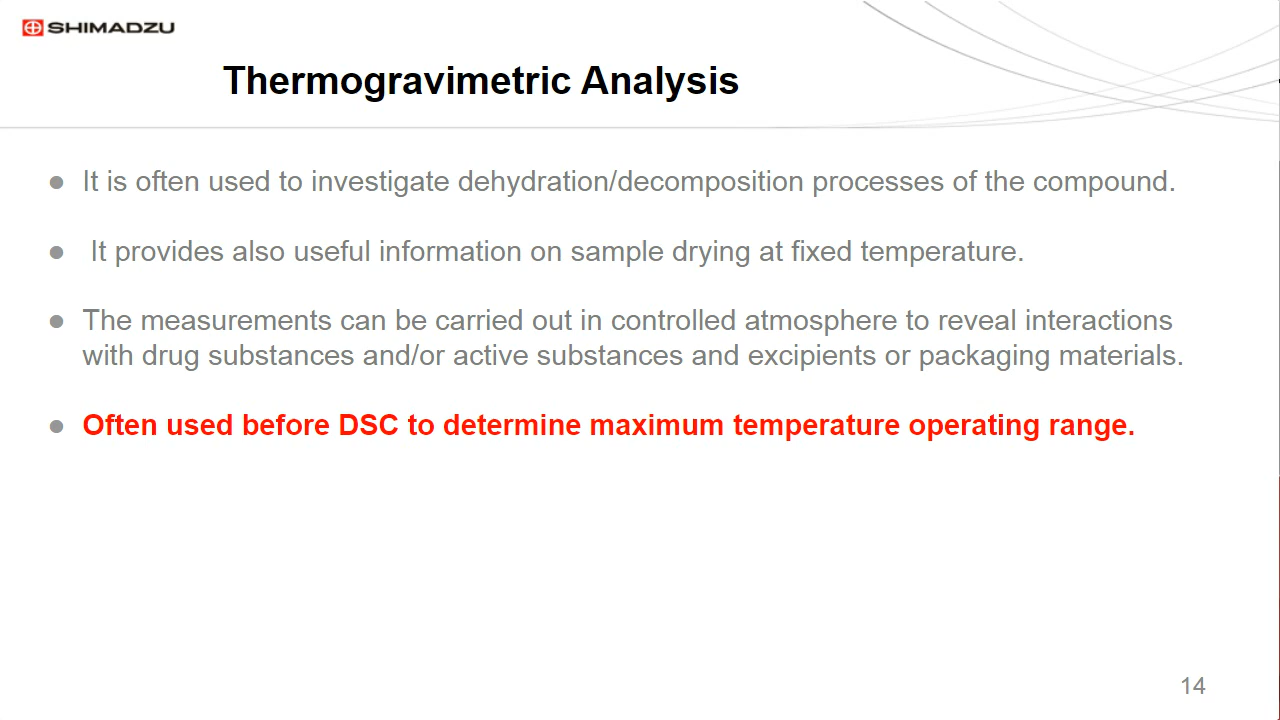 SHIMADZU
Thermogravimetric Analysis
● It is often used to investigate dehydration/decomposition processes of the compound.
● It provides also useful information on sample drying at fixed temperature.
● The measurements can be carried out in controlled atmosphere to reveal interactions
with drug substances and/or active substances and excipients or packaging materials.
● Often used before DSC to determine maximum temperature operating range.
14